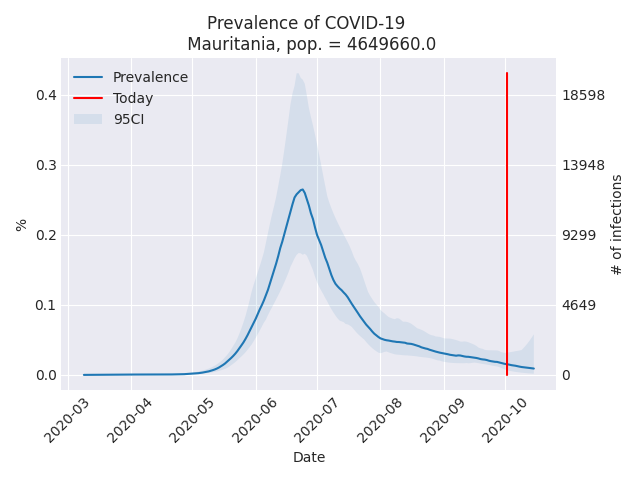 Prevalence of COVID-19
Mauritania, pop. = 4649660.0
Prevalence
Today
95CI
0.4
0.3
0.2
0.1
0.0
%
18598
13948
9299
4649
0
# of infections
2020-03
2020-04
2020-05
2020-06
2020-07
2020-08
2020-09
2020-10
Date